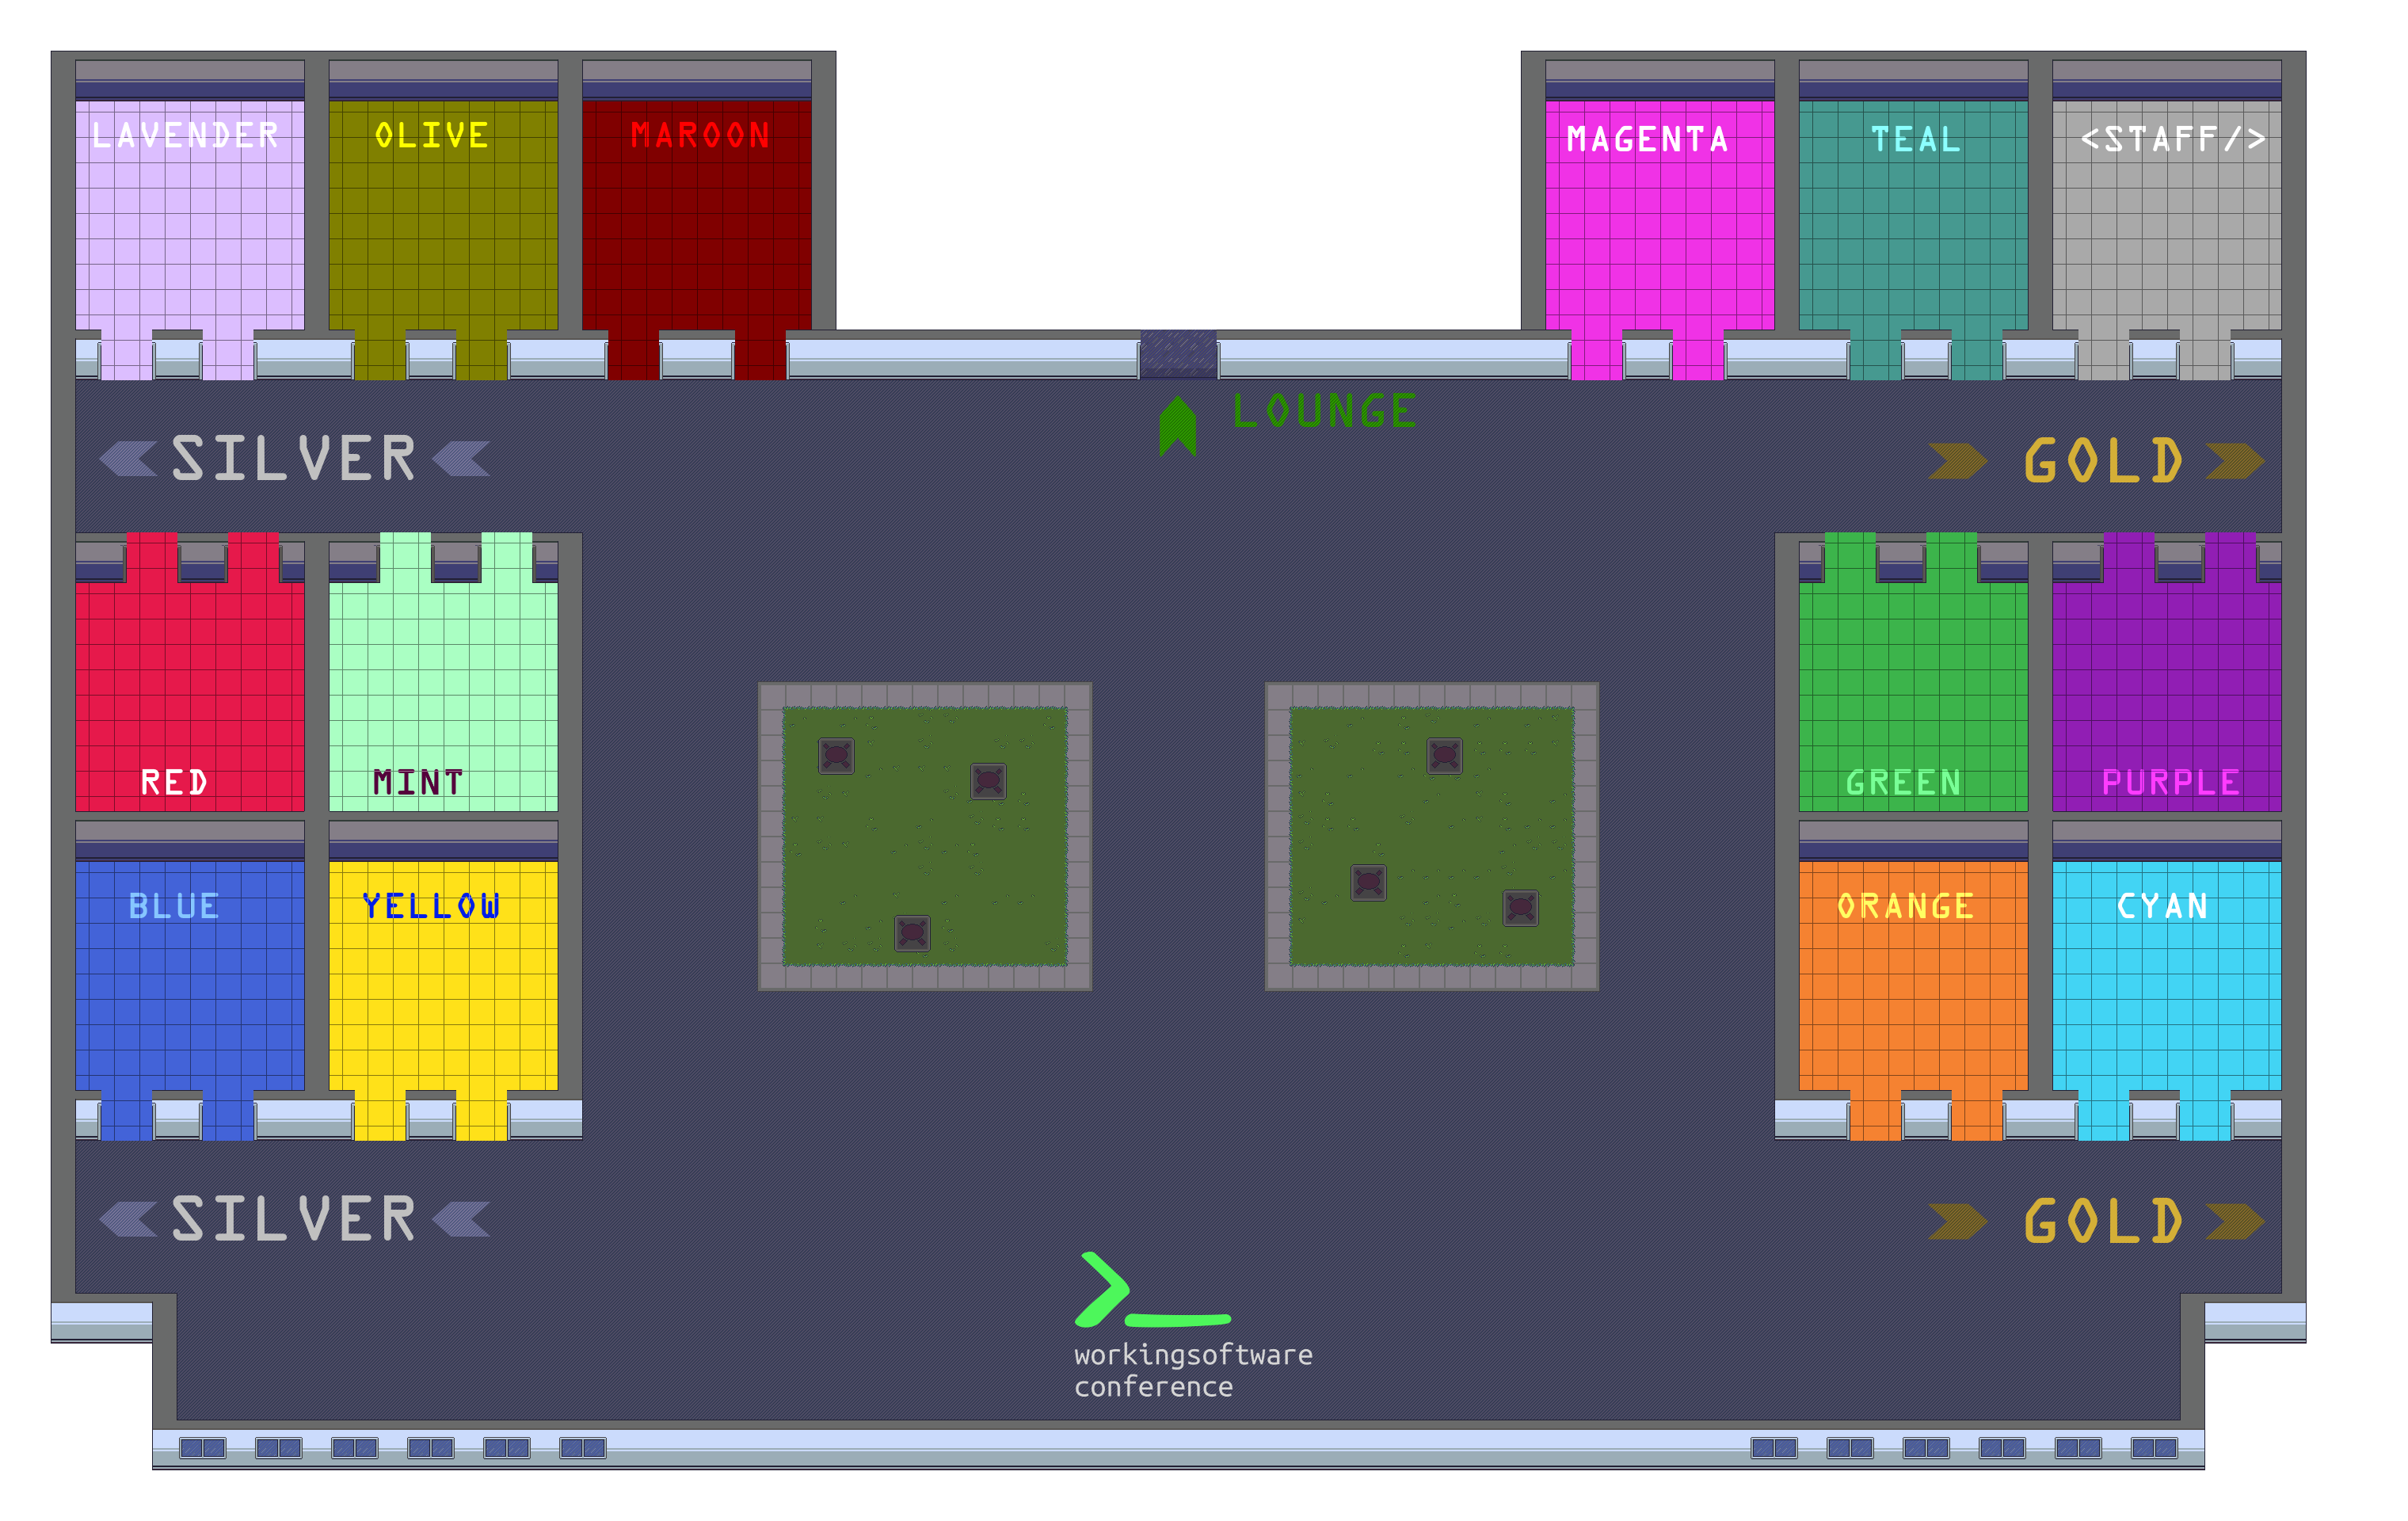 LAVENDER
OLIVE
MAROON
MAGENTA
TEAL
<STAFF/>
LOUNGE
SILVER
GOLD
RED
MINT
GREEN
PURPLE
BLUE
YELLOW
ORANGE
CYAN
SILVER
GOLD
workingsoftware
conference